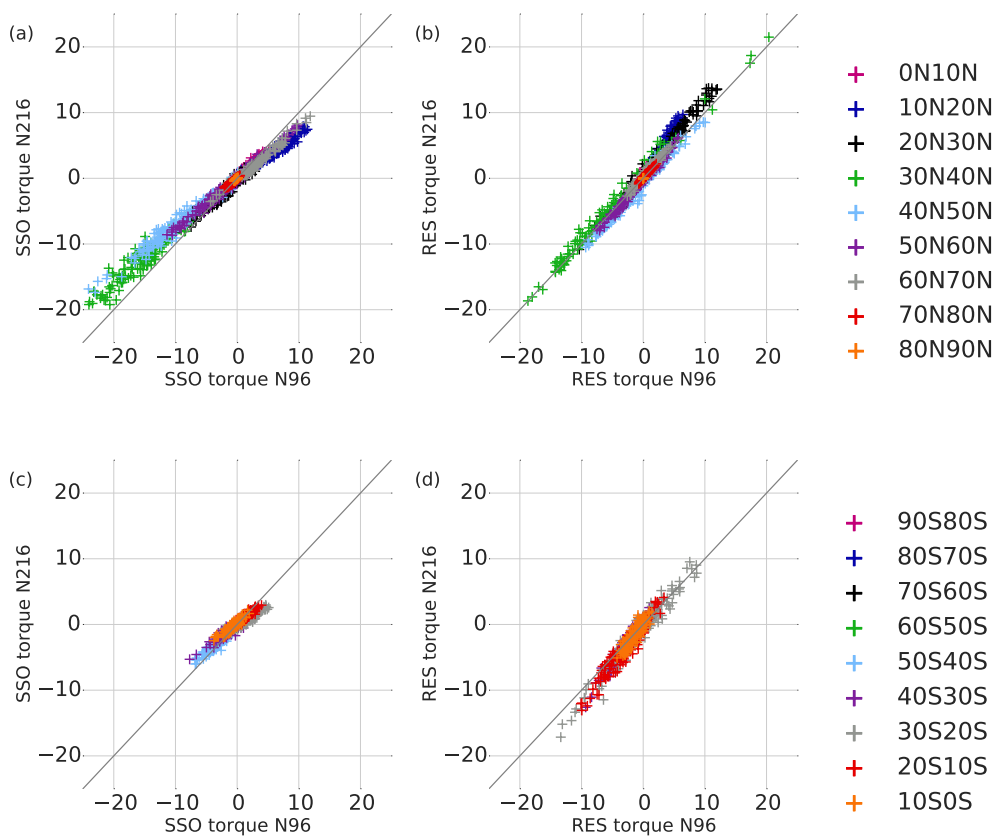 (a)
20
10
0
−10
−20
SSO torque N216
−20 −10 0 10 20
SSO torque N96
(b)
20
10
0
−10
−20
RES torque N216
−20 −10 0 10 20
RES torque N96
0N10N
10N20N
20N30N
30N40N
40N50N
50N60N
60N70N
70N80N
80N90N
(c)
20
10
0
−10
−20
SSO torque N216
−20 −10 0 10 20
SSO torque N96
(d)
20
10
0
−10
−20
RES torque N216
−20 −10 0 10 20
RES torque N96
90S80S
80S70S
70S60S
60S50S
50S40S
40S30S
30S20S
20S10S
10S0S